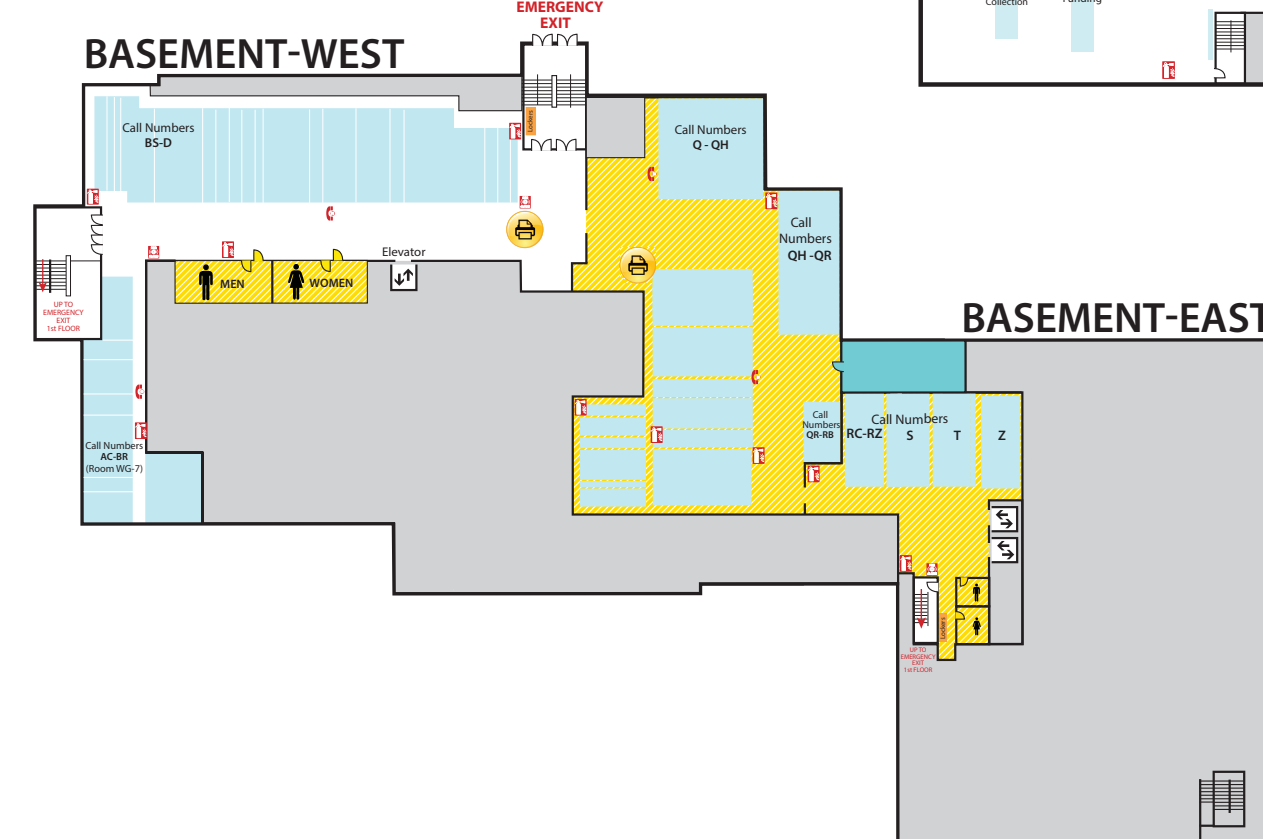 EMERGENCY
EXIT
Collection
BASEMENT-WEST
Lockers
Call Numbers
BS-D
Call Numbers
Q - QH
Call
Numbers
QH -QR
Elevator
MEN
WOMEN
UP TO
EMERGENCY
EXIT
1st FLOOR
BASEMENT-EAST
Call Numbers
AC-BR
(Room WG-7)
Call
Numbers
QR-RB
Call Numbers
RC-RZ
S
T
Z
Lockers
UP TO
EMERGENCY
EXIT
1st FLOOR